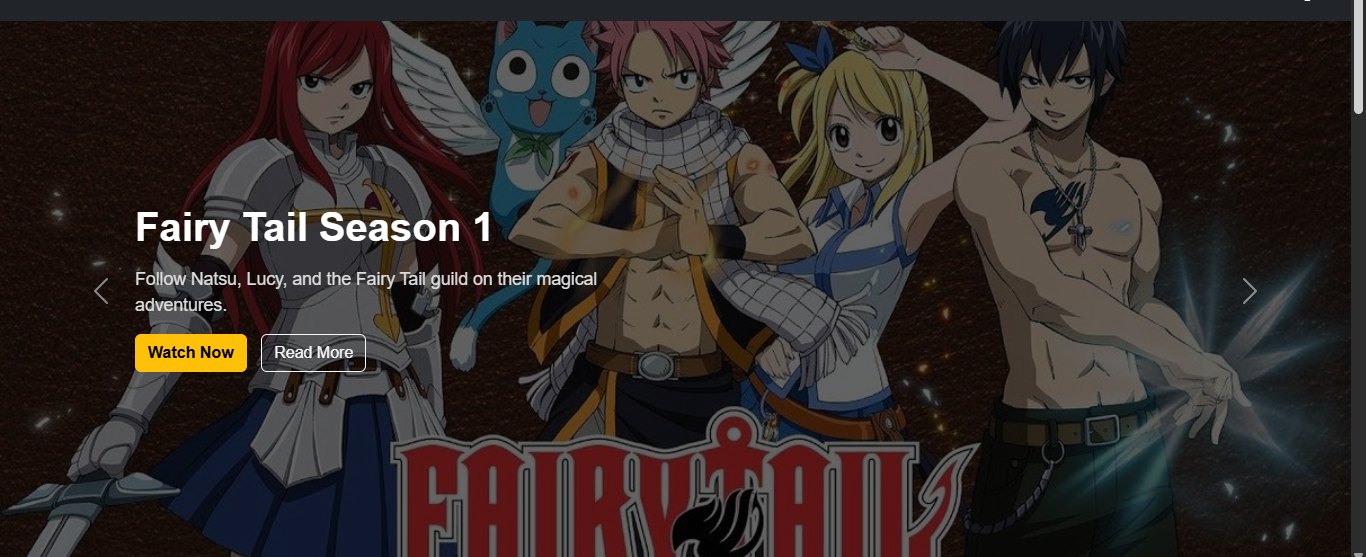 Fairy Tail Season 1
Follow Natsu, Lucy, and the Fairy Tail guild on their magical
adventures.
Watch Now
Read More
FAIRY TAIL